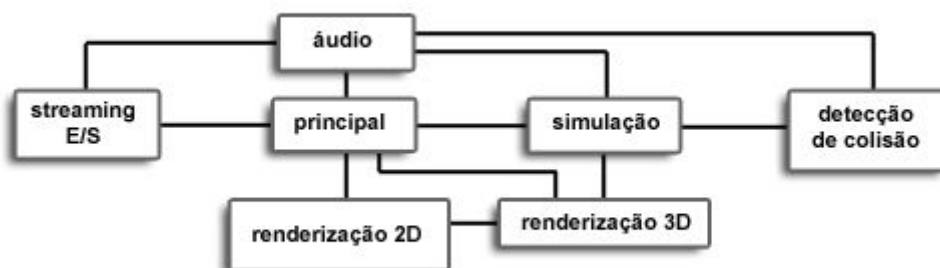 áudio
streaming
E/S
principal
simulação
detecção
de colisão
renderização 2D
renderização 3D